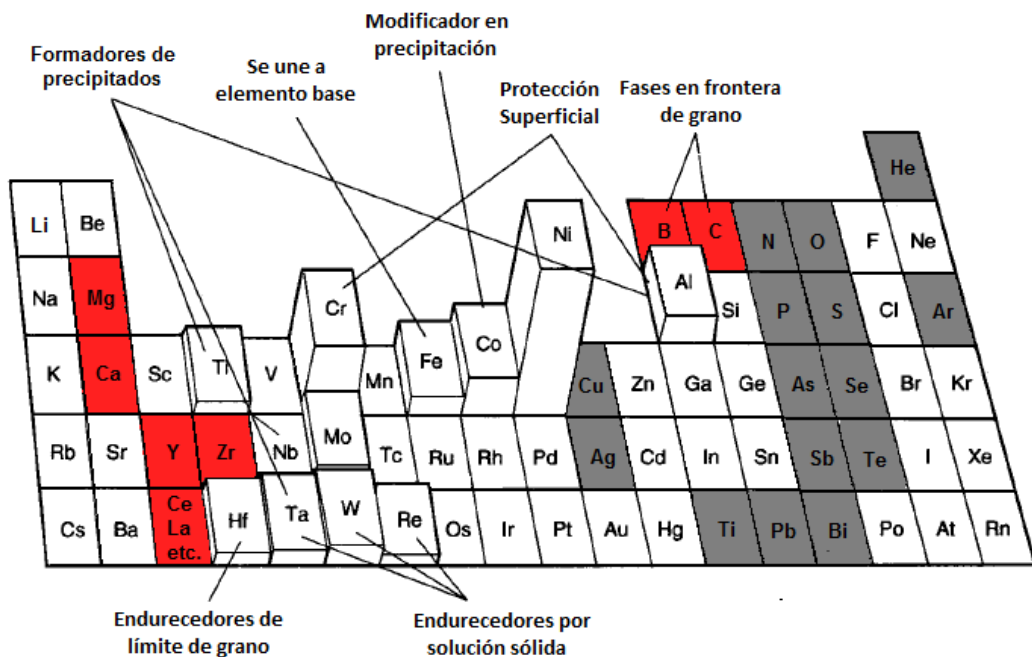 Modificador en
precipitación
Formadores de
precipitados
Se une a
elemento base
Protección
Superficial
Fases en frontera
de grano
He
Li Be Ni B C N O F Ne
Na Mg Cr Al Si P S Cl Ar
K Ca Sc TI V Mn Fe Co Cu Zn Ga Ge As Se Br Kr
Rb Sr Y Zr Nb Mo Tc Ru Rh Pd Ag Cd In Sn Sb Te I Xe
Cs Ba Ce
La
etc.
Hf Ta W Re Os Ir Pt Au Hg Ti Pb Bi Po At Rn
Endurecedores de
límite de grano
Endurecedores por
solución sólida